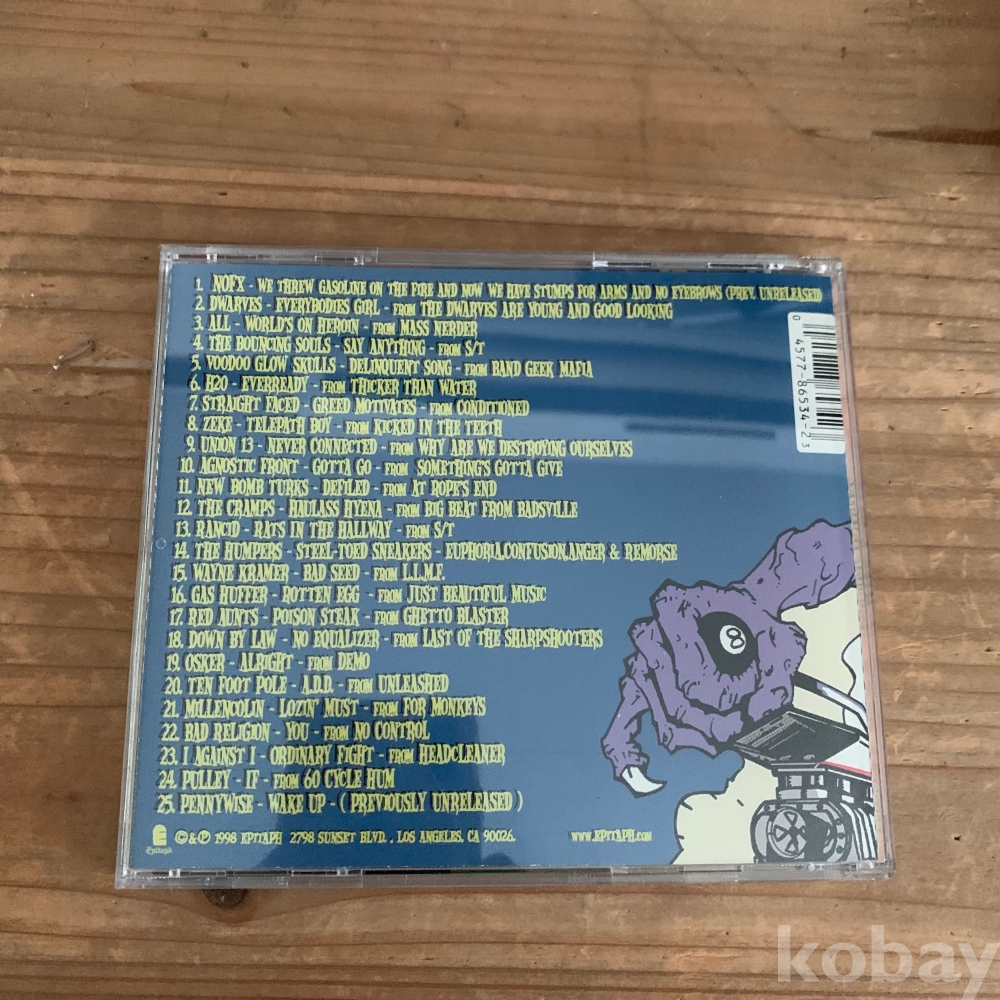 1. NOFX - WE THREW GASOLINE ON THE FIRE AND NOW WE HAVE STUMPS FOR ARMS AND NO EYEBROWS (PREV. UNRELEASED)
2. DWARVES - EVERYBODIES GIRL - FROM THE DWARVES ARE YOUNG AND GOOD LOOKING
3. ALL - WORLD'S ON HEROIN - FROM MASS NERDER
4. THE BOUNCING SOULS - SAY ANYTHING - FROM S/T
5. VOODOO GLOW SKULLS - DELINQUENT SONG - FROM BAND GEEK MAFIA
6. H2O - EVERREADY - FROM THICKER THAN WATER
7. STRAIGHT FACED - GREED MOTIVATES - FROM CONDITIONED
8. ZEKE - TELEPATH BOY - FROM KICKED IN THE TEETH
9. UNION 13 - NEVER CONNECTED - FROM WHY ARE WE DESTROYING OURSELVES
10. AGNOSTIC FRONT - GOTTA GO - FROM SOMETHING'S GOTTA GIVE
11. NEW BOMB TURKS - DEFILED - FROM AT ROPE'S END
12. THE CRAMPS - HAULASS HYENA - FROM BIG BEAT FROM BADSVILLE
13. RANCID - RATS IN THE HALLWAY - FROM S/T
14. THE HUMPERS - STEEL-TOED SNEAKERS - EUPHORIA,CONFUSION,ANGER & REMORSE
15. WAYNE KRAMER - BAD SEED - FROM L.L.M.F.
16. GAS HUFFER - ROTTEN EGG - FROM JUST BEAUTIFUL MUSIC
17. RED AUNTS - POISON STEAK - FROM GHETTO BLASTER
18. DOWN BY LAW - NO EQUALIZER - FROM LAST OF THE SHARPSHOOTERS
19. OSKER - ALRIGHT - FROM DEMO
20. TEN FOOT POLE - A.D.D. - FROM UNLEASHED
21. MILLENCOLIN - LOZIN' MUST - FROM FOR MONKEYS
22. BAD RELIGION - YOU - FROM NO CONTROL
23. I AGAINST I - ORDINARY FIGHT - FROM HEADCLEANER
24. PULLEY - IF - FROM 60 CYCLE HUM
25. PENNYWISE - WAKE UP - ( PREVIOUSLY UNRELEASED )
Epitaph
©&℗ 1998 EPITAPH 2798 SUNSET BLVD., LOS ANGELES, CA 90026.
WWW.EPITAPH.COM
0 4577-86534-2 3
8
kobay